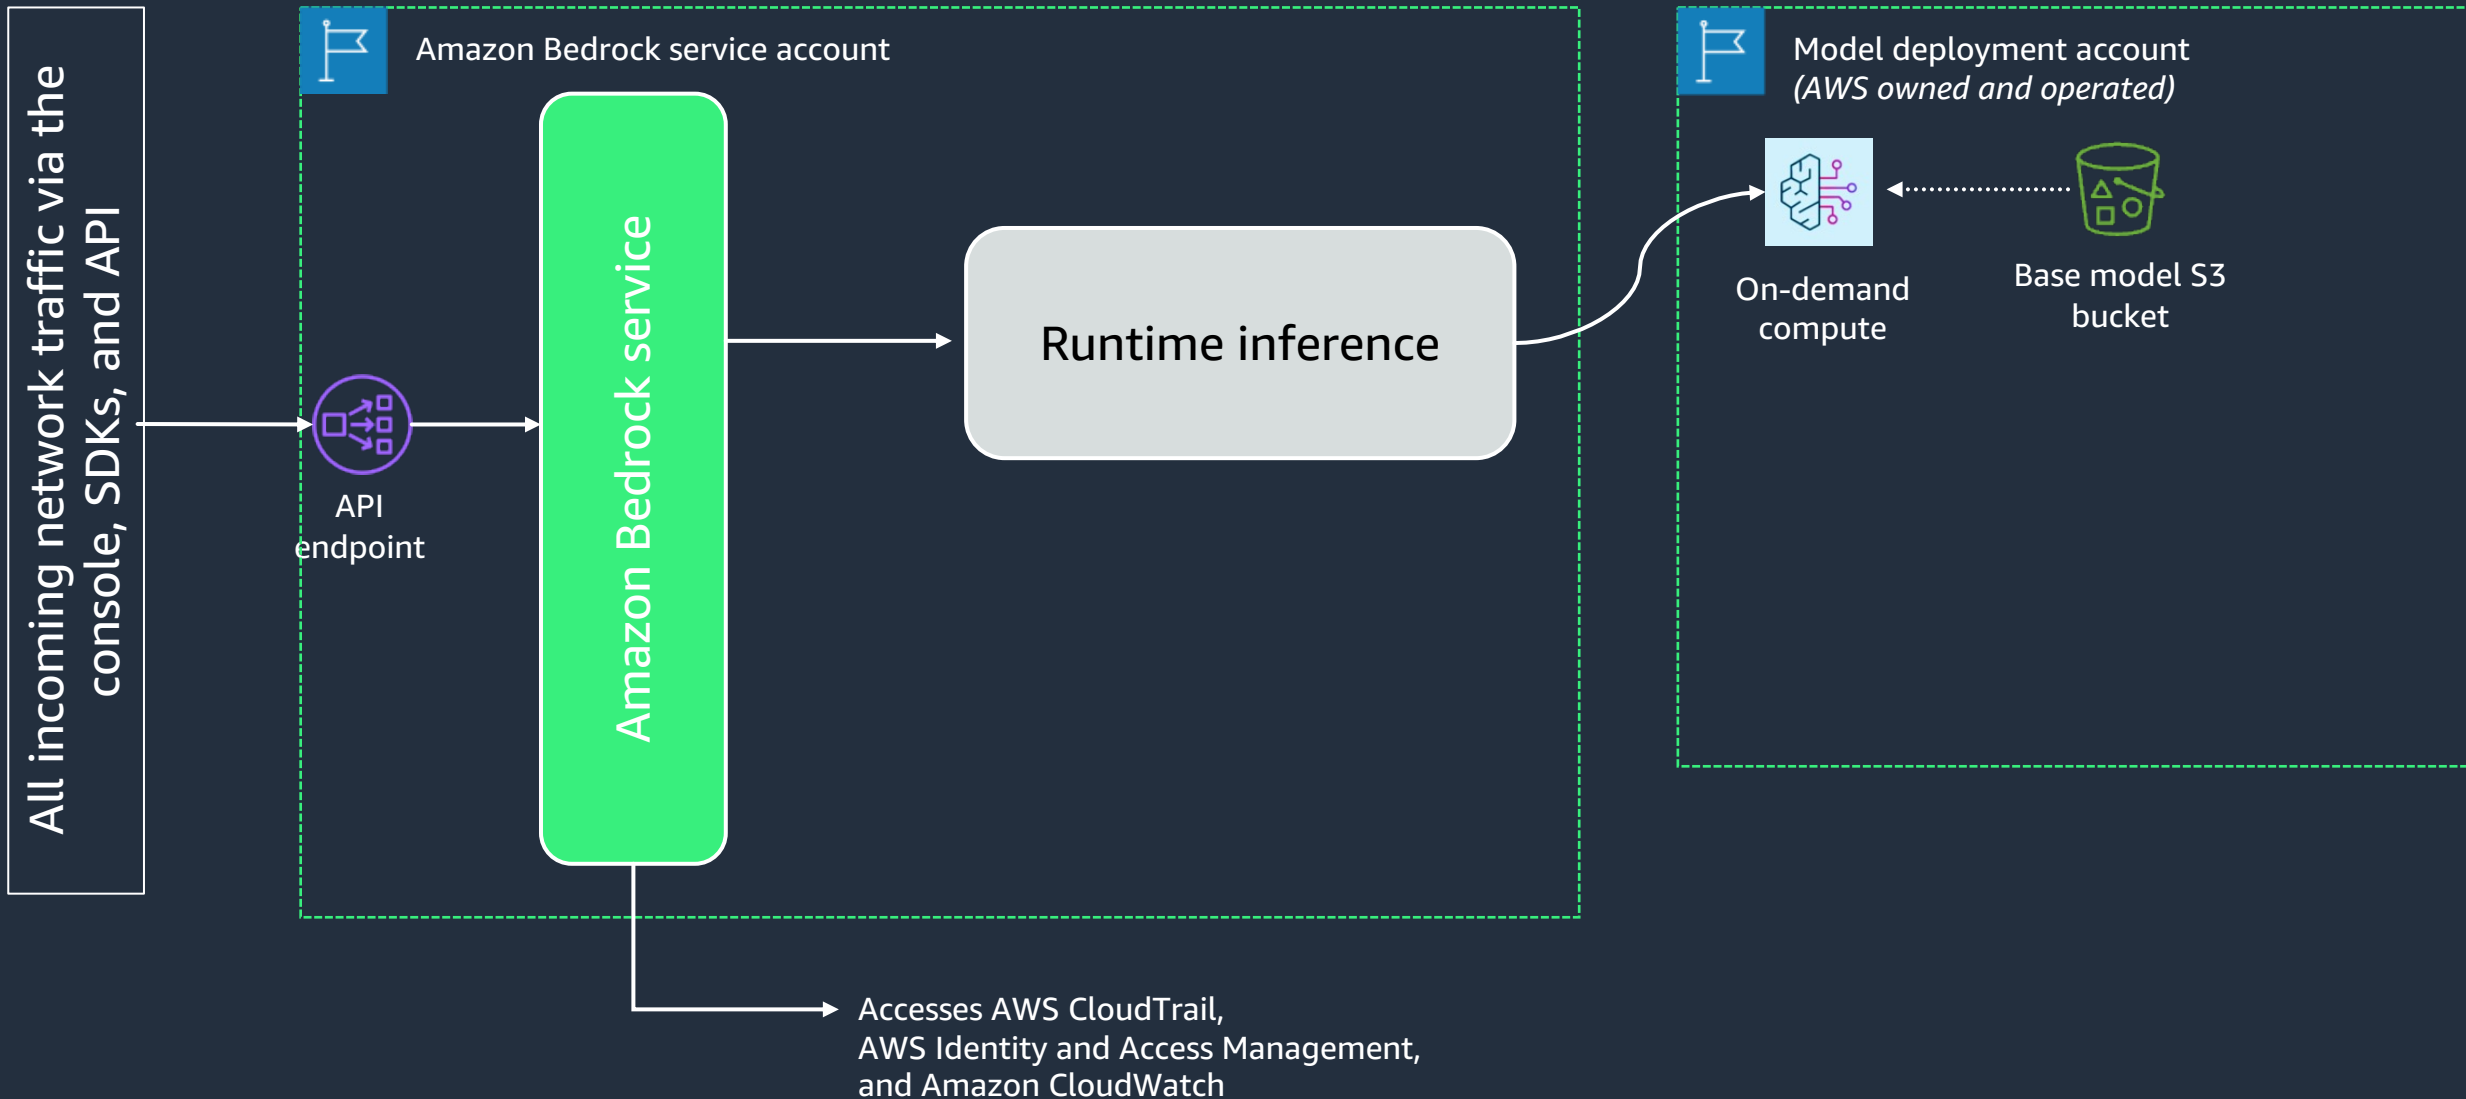 All incoming network traffic via the
console, SDKs, and API
Amazon Bedrock service account
API
endpoint
Amazon Bedrock service
Runtime inference
Model deployment account
(AWS owned and operated)
On-demand
compute
Base model S3
bucket
Accesses AWS CloudTrail,
AWS Identity and Access Management,
and Amazon CloudWatch